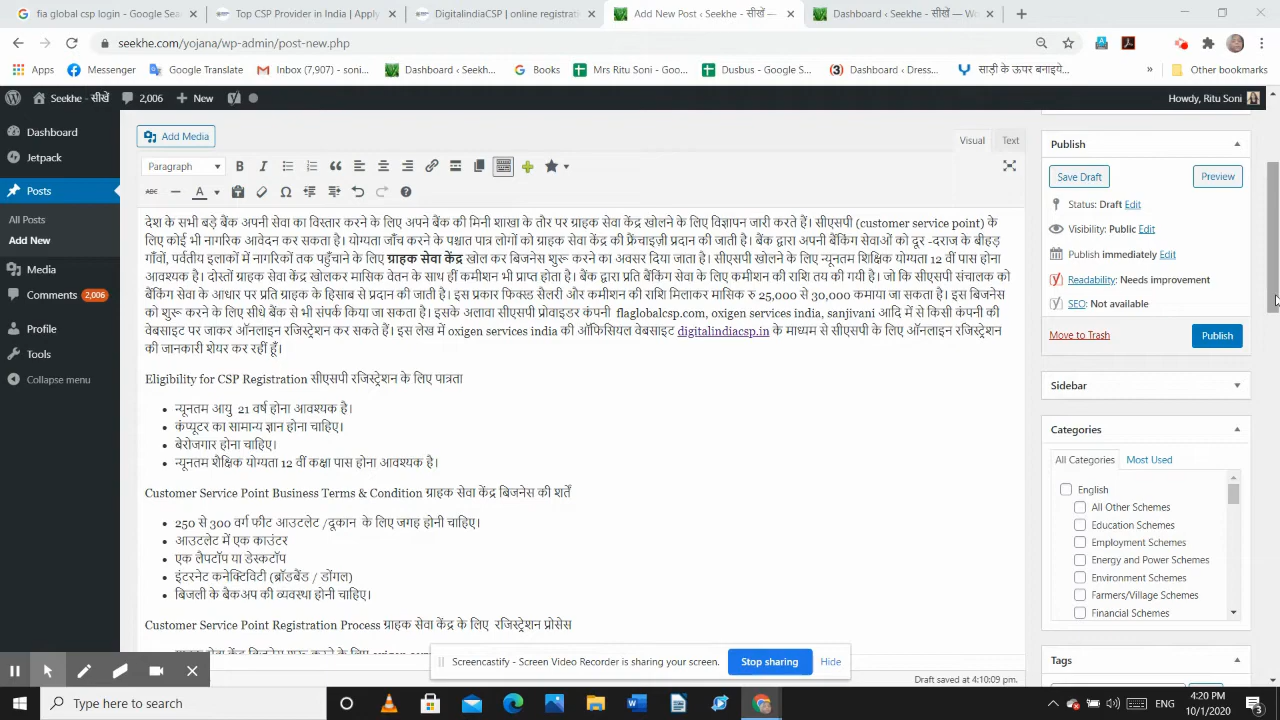 fia global csp login - Google Sea
Top CSP Provider in India | Apply
DigitalindiaCSP | online registrati
Add New Post ‹ Seekhe - सीखें —
Dashboard ‹ Seekhe - सीखें — Wo
seekhe.com/yojana/wp-admin/post-new.php
Apps
Messenger
Google Translate
Inbox (7,907) - soni...
Dashboard ‹ Seekh...
Books
Mrs Ritu Soni - Goo...
Dusbus - Google S...
Dashboard ‹ Dress...
साड़ी के ऊपर बनाइये...
»
Other bookmarks
Seekhe - सीखें
2,006
New
Howdy, Ritu Soni
Dashboard
Jetpack
Posts
All Posts
Add New
Media
Comments 2,006
Profile
Tools
Collapse menu
Add Media
Visual
Text
Paragraph
B I
ABC
A
देश के सभी बड़े बैंक अपनी सेवा का विस्तार करने के लिए अपने बैंक की मिनी शाखा के तौर पर ग्राहक सेवा केंद्र खोलने के लिए विज्ञापन जारी करते हैं। सीएसपी (customer service point) के
लिए कोई भी नागरिक आवेदन कर सकता है। योग्यता जाँच करने के पश्चात पात्र लोगों को ग्राहक सेवा केंद्र की फ्रैंचाइज़ी प्रदान की जाती है। बैंक द्वारा अपनी बैंकिंग सेवाओं को दूर -दराज के बीहड़
गाँवों, पर्वतीय इलाकों में नागरिकों तक पहुँचाने के लिए ग्राहक सेवा केंद्र खोल कर बिजनेस शुरू करने का अवसर दिया जाता है। सीएसपी खोलने के लिए न्यूनतम शिक्षिक योग्यता 12 वीं पास होना
आवश्यक है। दोस्तों ग्राहक सेवा केंद्र खोलकर मासिक वेतन के साथ हीं कमीशन भी प्राप्त होता है। बैंक द्वारा प्रति बैंकिंग सेवा के लिए कमीशन की राशि तय की गयी है। जो कि सीएसपी संचालक को
बैंकिंग सेवा के आधार पर प्रति ग्राहक के हिसाब से प्रदान की जाती है। इस प्रकार फिक्स्ड सैलरी और कमीशन की राशि मिलाकर मासिक रु 25,000 से 30,000 कमाया जा सकता है। इस बिजनेस
को शुरू करने के लिए सीधे बैंक से भी संपर्क किया जा सकता है। इसके अलावा सीएसपी प्रोवाइडर कंपनी flaglobalcsp.com, oxigen services india, sanjivani आदि में से किसी कंपनी की
वेबसाइट पर जाकर ऑनलाइन रजिस्ट्रेशन कर सकते हैं। इस लेख में oxigen services india की ऑफिसियल वेबसाइट digitalindiacsp.in के माध्यम से सीएसपी के लिए ऑनलाइन रजिस्ट्रेशन
की जानकारी शेयर कर रहीं हूँ।
Eligibility for CSP Registration सीएसपी रजिस्ट्रेशन के लिए पात्रता
• न्यूनतम आयु 21 वर्ष होना आवश्यक है।
• कंप्यूटर का सामान्य ज्ञान होना चाहिए।
• बेरोजगार होना चाहिए।
• न्यूनतम शैक्षिक योग्यता 12 वीं कक्षा पास होना आवश्यक है।
Customer Service Point Business Terms & Condition ग्राहक सेवा केंद्र बिजनेस की शर्तें
• 250 से 300 वर्ग फीट आउटलेट /दूकान के लिए जगह होनी चाहिए।
• आउटलेट में एक काउंटर
• एक लैपटॉप या डेस्कटॉप
• इंटरनेट कनेक्टिविटी (ब्रॉडबैंड / डोंगल)
• बिजली के बैकअप की व्यवस्था होनी चाहिए।
Customer Service Point Registration Process ग्राहक सेवा केंद्र के लिए रजिस्ट्रेशन प्रोसेस
Draft saved at 4:10:09 pm.
Publish
Save Draft
Preview
Status: Draft Edit
Visibility: Public Edit
Publish immediately Edit
Readability: Needs improvement
SEO: Not available
Move to Trash
Publish
Sidebar
Categories
All Categories
Most Used
English
All Other Schemes
Education Schemes
Employment Schemes
Energy and Power Schemes
Environment Schemes
Farmers/Village Schemes
Financial Schemes
Tags
Screencastify - Screen Video Recorder is sharing your screen.
Stop sharing
Hide
Type here to search
ENG
4:20 PM
10/1/2020
3